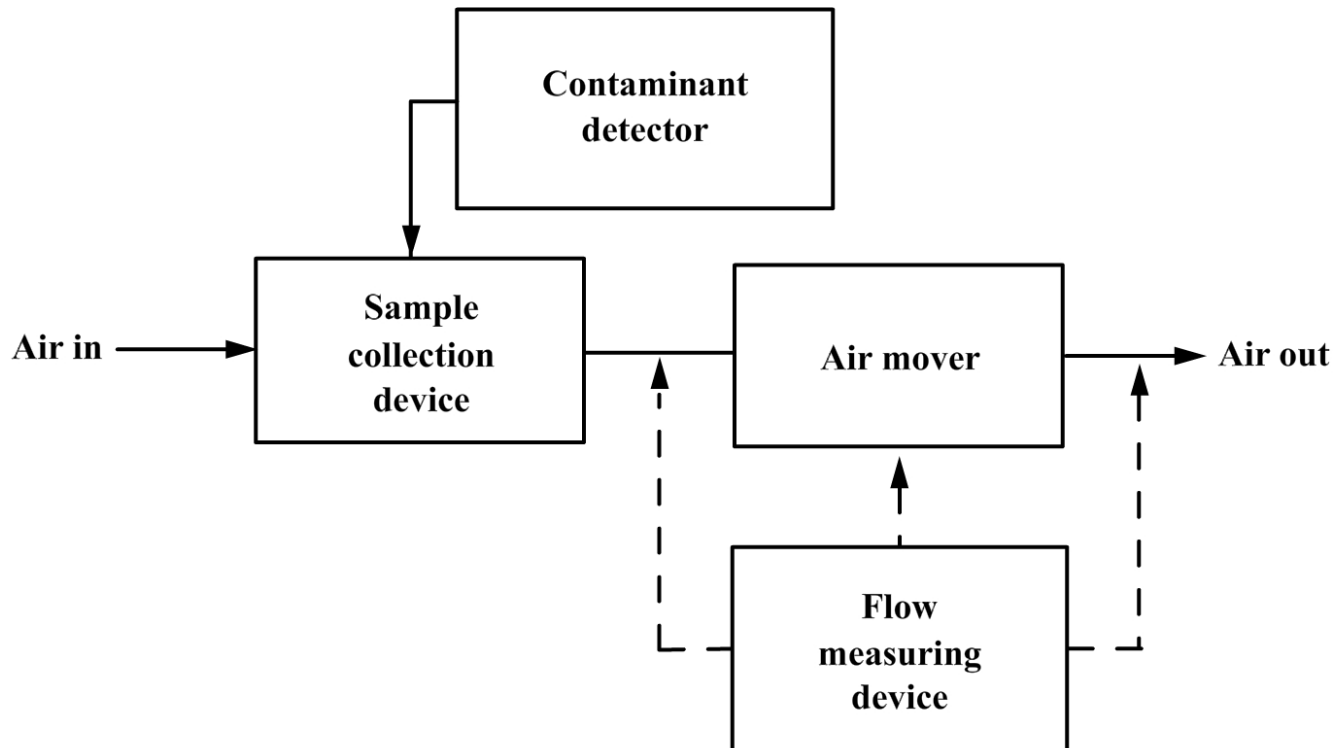 Contaminant
detector
Air in
Sample
collection
device
Air mover
Air out
Flow
measuring
device